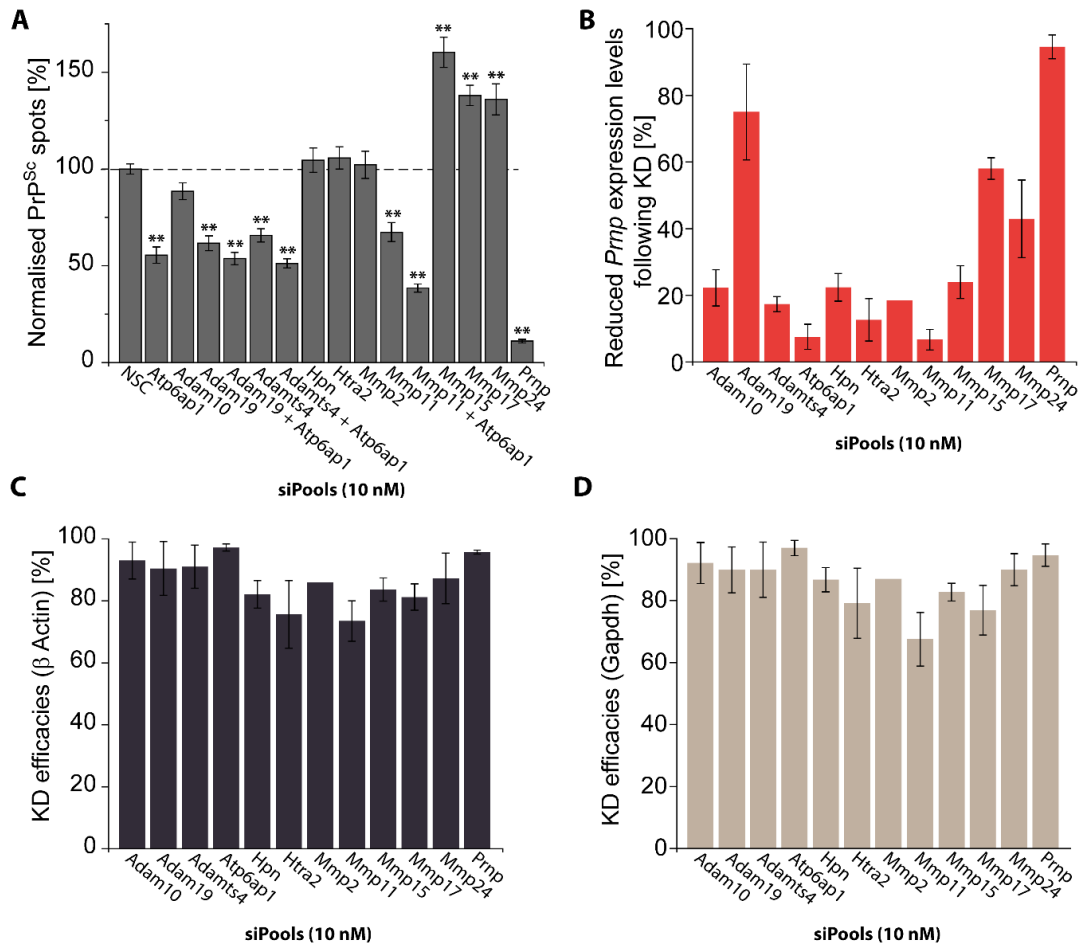 A
Normalised PrPSc spots [%]
150
100
50
0
** ** ** ** ** ** ** ** ** ** **
NSC
Atp6ap1
Adam10
Adam19
Adam19 + Atp6ap1
Adamts4
Adamts4 + Atp6ap1
Hpn
Htra2
Mmp2
Mmp11
Mmp11 + Atp6ap1
Mmp15
Mmp17
Mmp24
Prnp
siPools (10 nM)
B
Reduced Prnp expression levels
following KD [%]
100
80
60
40
20
0
Adam10
Adam19
Adamts4
Atp6ap1
Hpn
Htra2
Mmp2
Mmp11
Mmp15
Mmp17
Mmp24
Prnp
siPools (10 nM)
C
KD efficacies (β Actin) [%]
100
80
60
40
20
0
Adam10
Adam19
Adamts4
Atp6ap1
Hpn
Htra2
Mmp2
Mmp11
Mmp15
Mmp17
Mmp24
Prnp
siPools (10 nM)
D
KD efficacies (Gapdh) [%]
100
80
60
40
20
0
Adam10
Adam19
Adamts4
Atp6ap1
Hpn
Htra2
Mmp2
Mmp11
Mmp15
Mmp17
Mmp24
Prnp
siPools (10 nM)